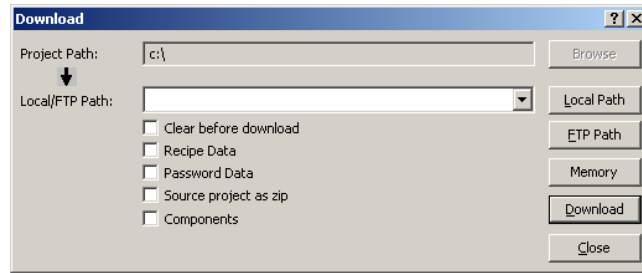 Download
Project Path:
c:\
Browse
Local/FTP Path:
Local Path
Clear before download
FTP Path
Recipe Data
Password Data
Memory
Source project as zip
Download
Components
Close